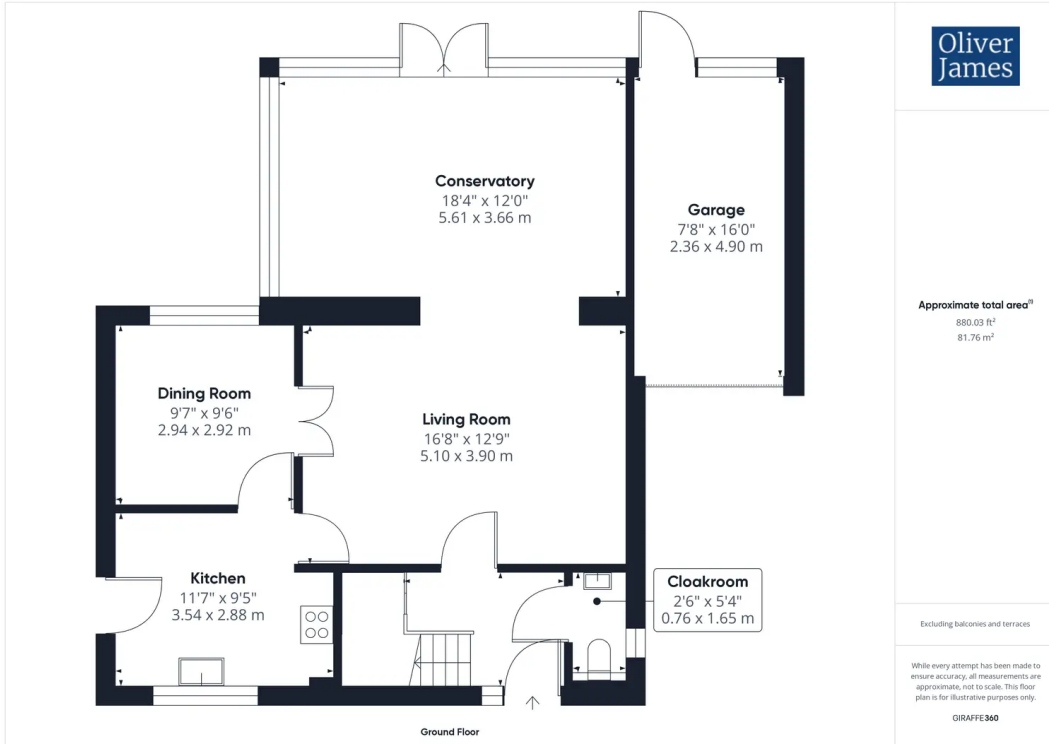 Oliver
James
Conservatory
18'4" x 12'0"
5.61 x 3.66 m
Garage
7'8" x 16'0"
2.36 x 4.90 m
Dining Room
9'7" x 9'6"
2.94 x 2.92 m
Living Room
16'8" x 12'9"
5.10 x 3.90 m
Kitchen
11'7" x 9'5"
3.54 x 2.88 m
Cloakroom
2'6" x 5'4"
0.76 x 1.65 m
Ground Floor
Approximate total area⁽¹⁾
880.03 ft²
81.76 m²
Excluding balconies and terraces
While every attempt has been made to
ensure accuracy, all measurements are
approximate, not to scale. This floor
plan is for illustrative purposes only.
GIRAFFE360